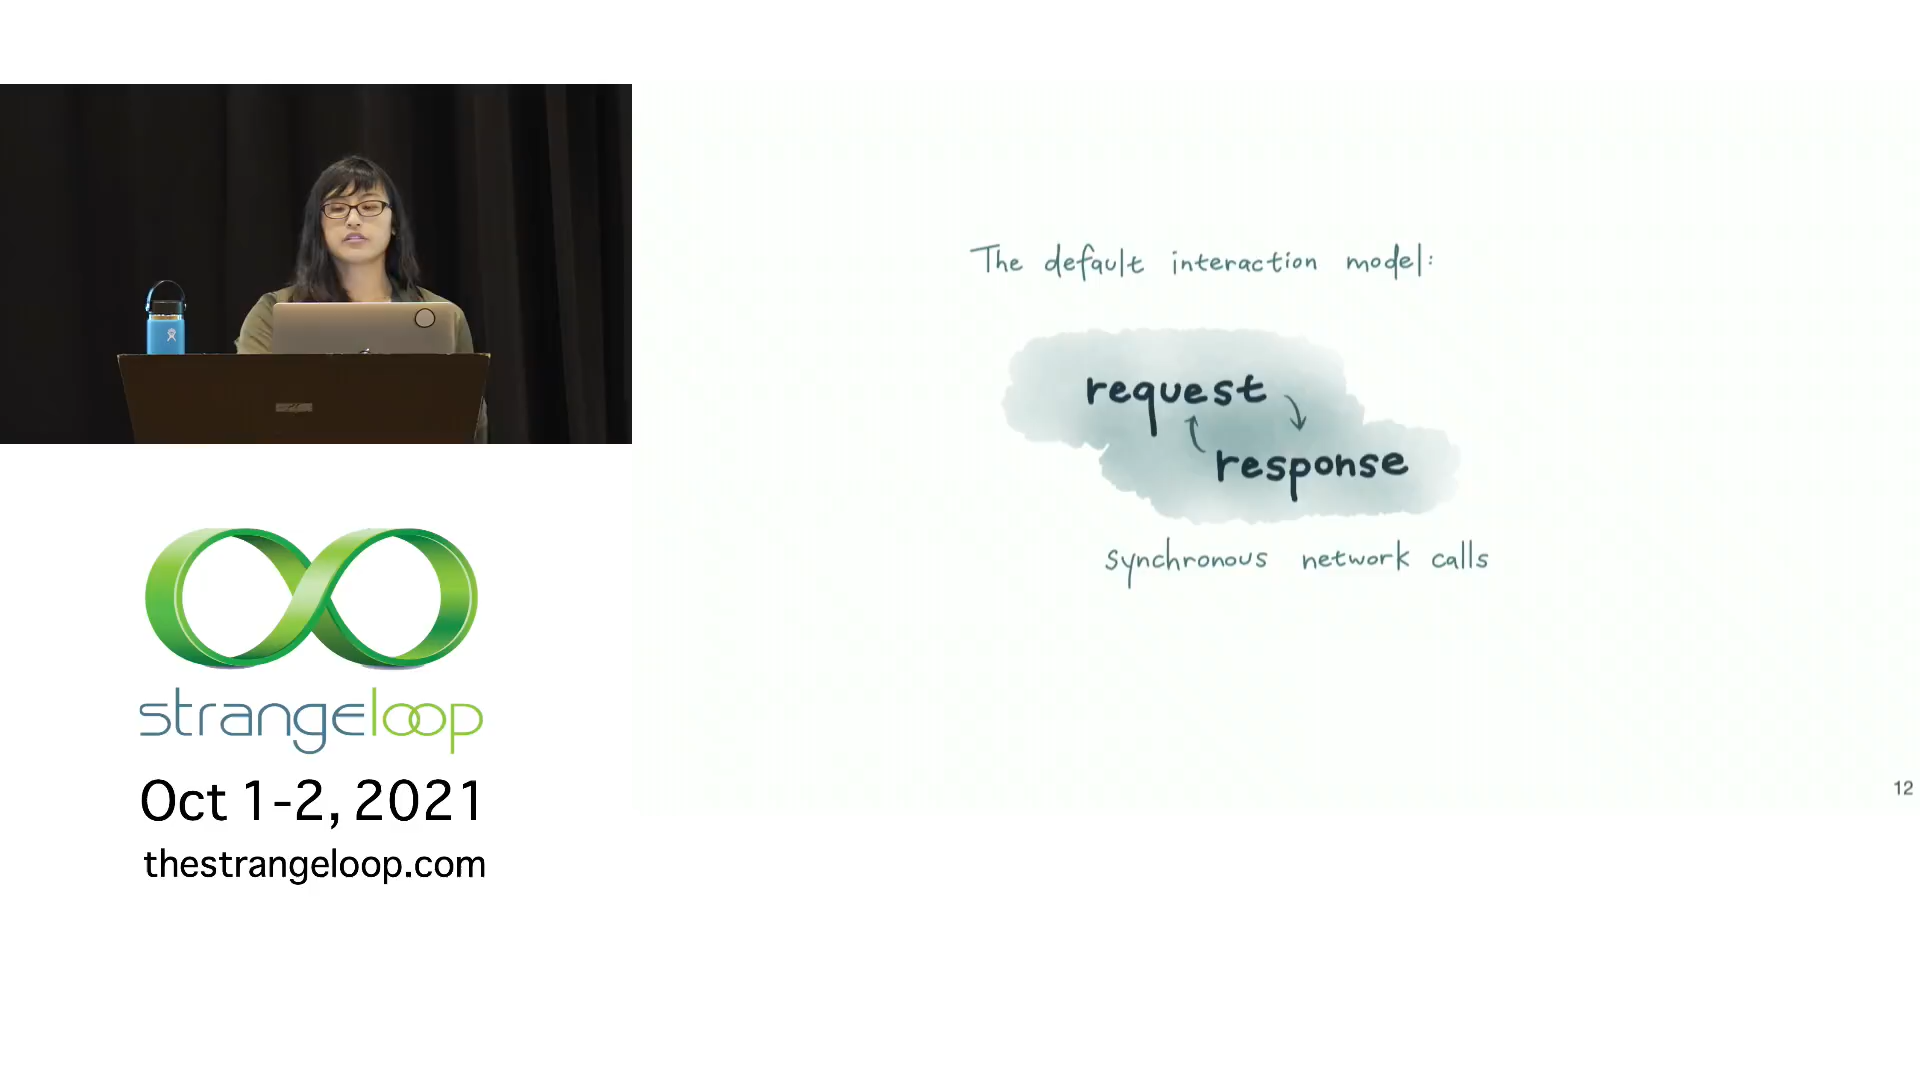 The default interaction model:
request
response
synchronous network calls
strangeloop
Oct 1-2, 2021
thestrangeloop.com
12